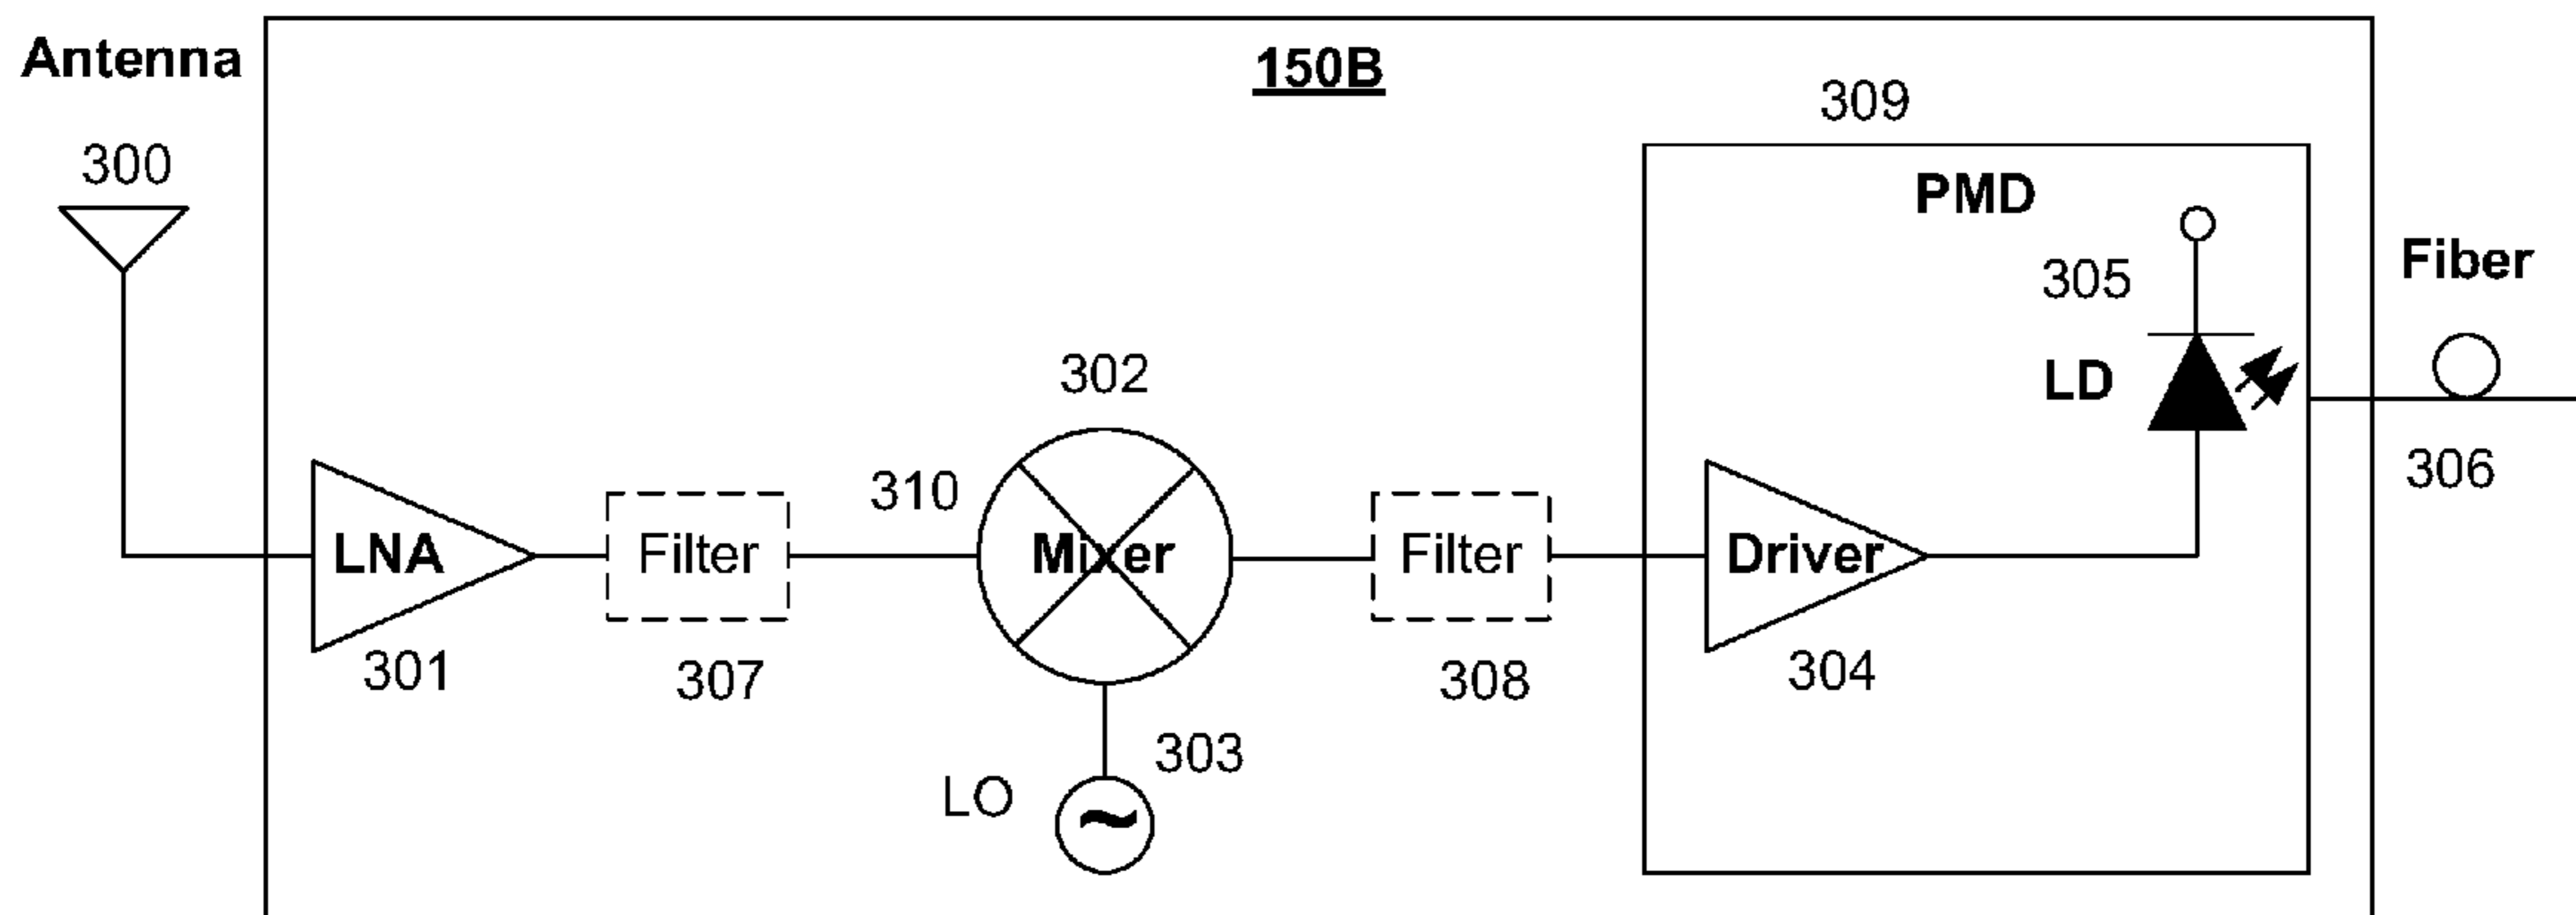 Antenna
150B
309
300
PMD
Fiber
305
LD
302
310
306
LNA
Filter
Mixer
Filter
Driver
301
307
308
304
303
LO
~